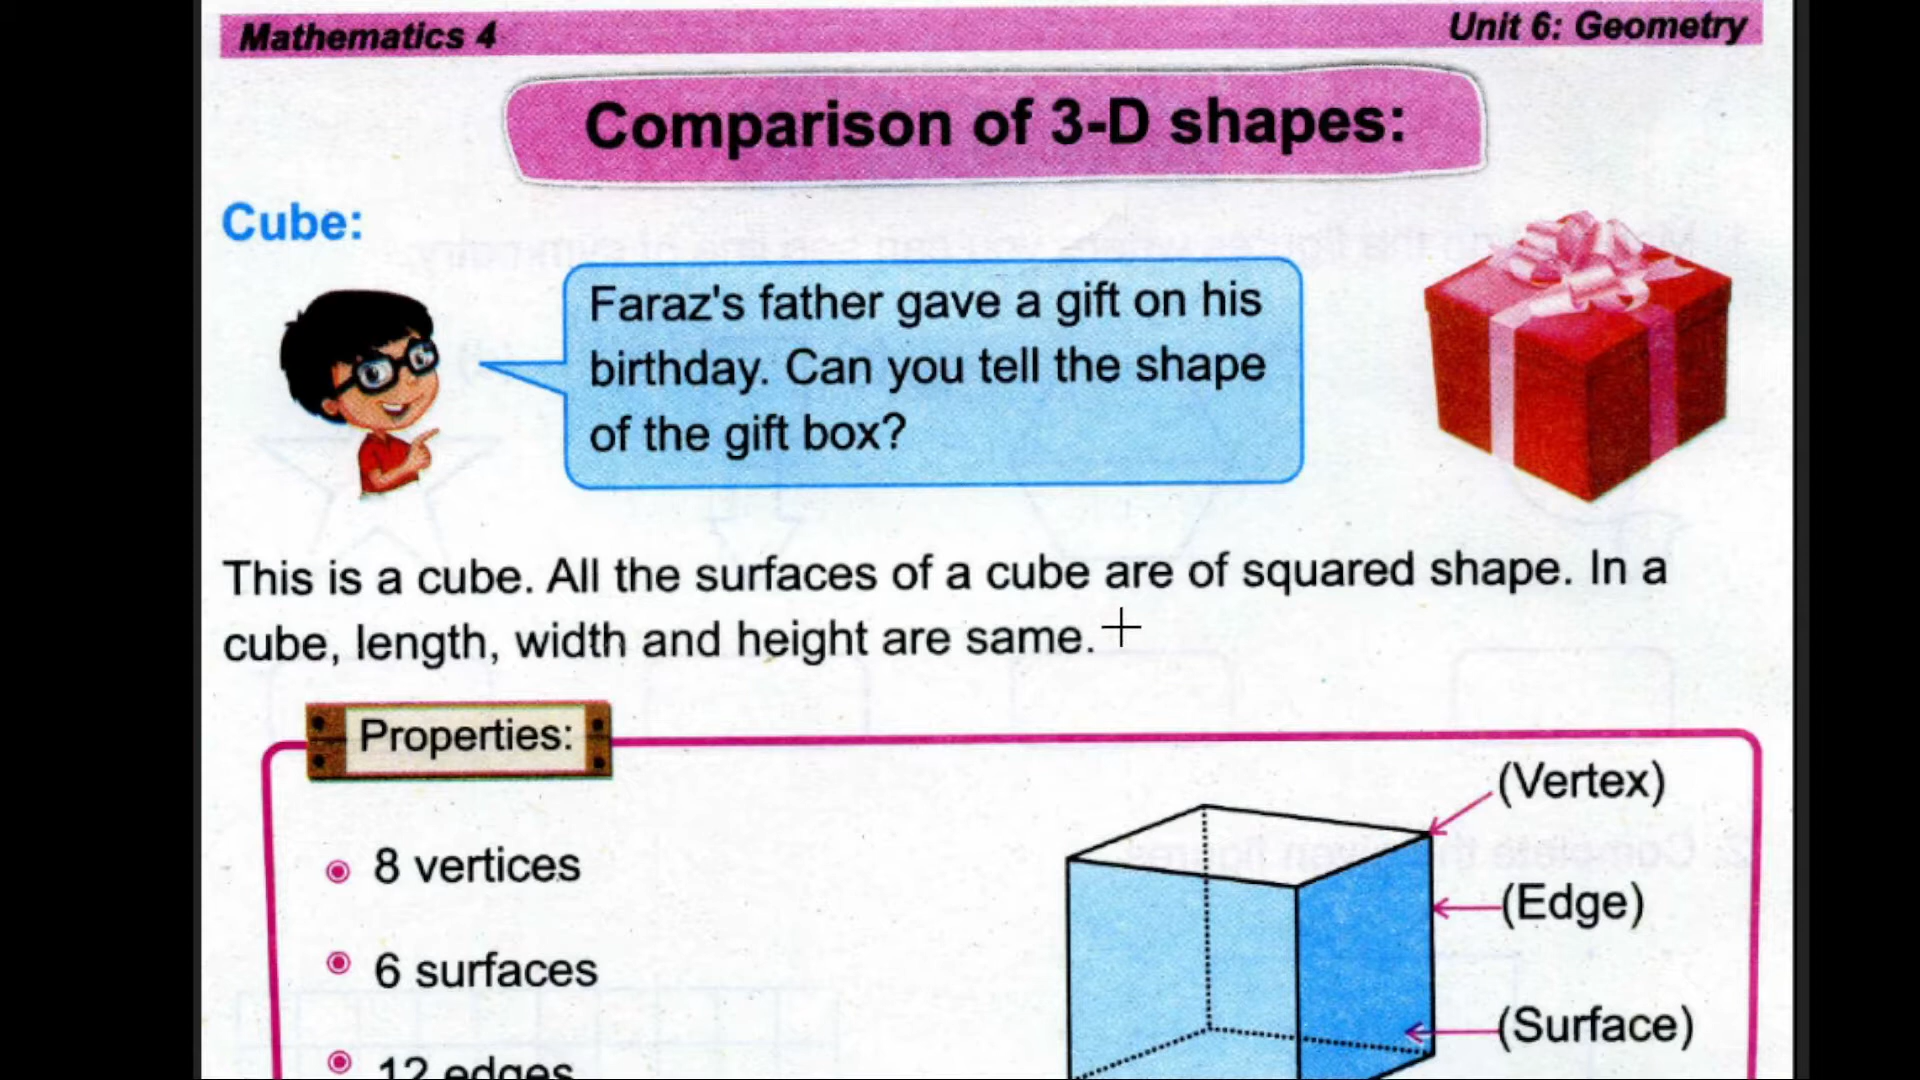 Mathematics 4
Unit 6: Geometry
Comparison of 3-D shapes:
Cube:
Faraz's father gave a gift on his
birthday. Can you tell the shape
of the gift box?
This is a cube. All the surfaces of a cube are of squared shape. In a
cube, length, width and height are same.
Properties:
8 vertices
6 surfaces
12 edges
(Vertex)
(Edge)
(Surface)